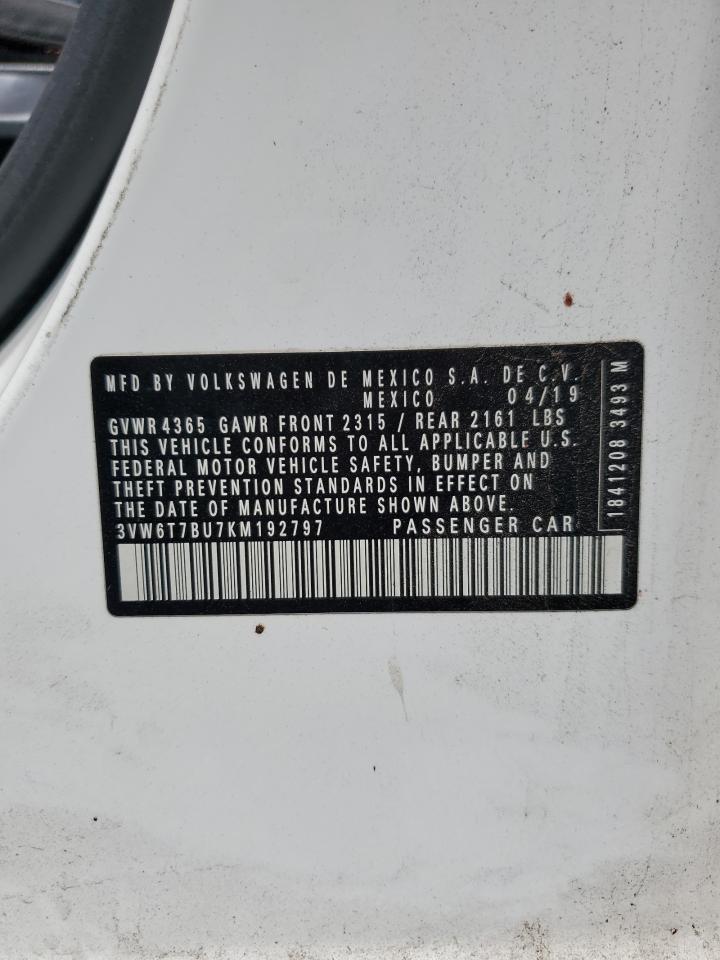 MFD BY VOLKSWAGEN DE MEXICO S.A. DE C.V.
MEXICO 04/19
GVWR 4365 GAWR FRONT 2315 / REAR 2161 LBS
THIS VEHICLE CONFORMS TO ALL APPLICABLE U.S.
FEDERAL MOTOR VEHICLE SAFETY, BUMPER AND
THEFT PREVENTION STANDARDS IN EFFECT ON
THE DATE OF MANUFACTURE SHOWN ABOVE.
3VW6T7BU7KM192797 PASSENGER CAR
1841208 3493 M